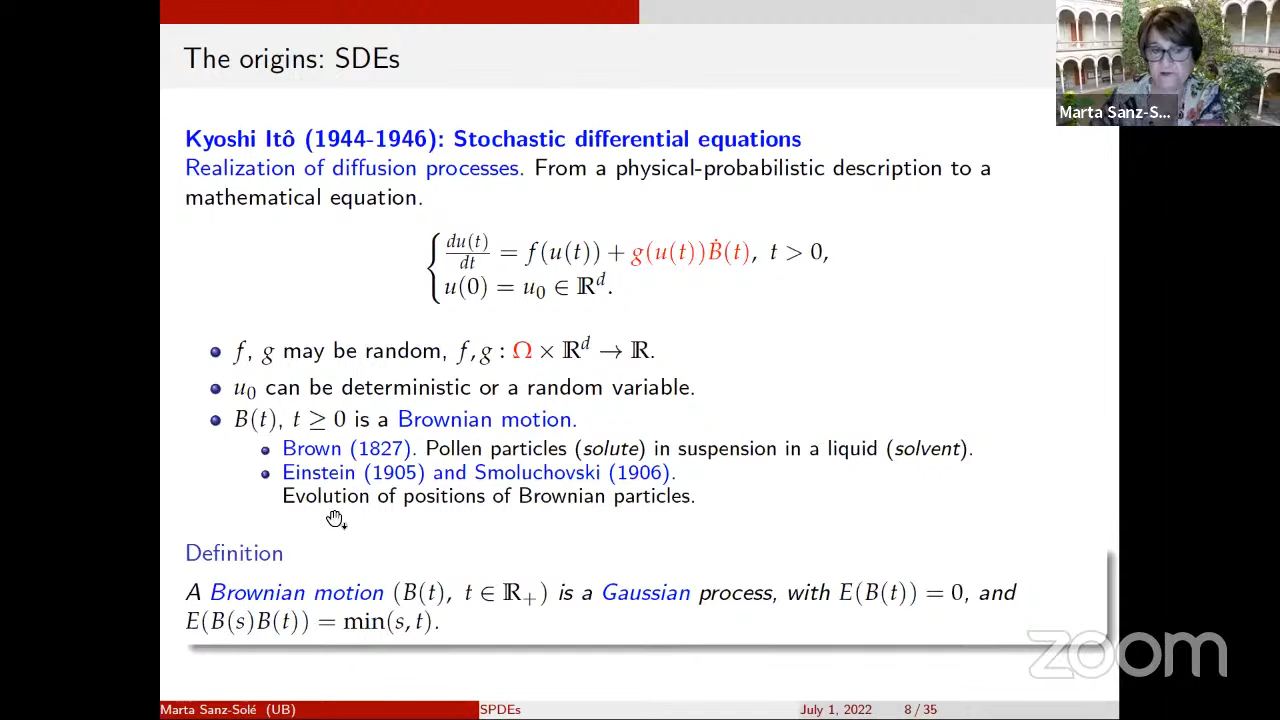 The origins: SDEs
Marta Sanz-S...
Kyoshi Itô (1944-1946): Stochastic differential equations
Realization of diffusion processes. From a physical-probabilistic description to a
mathematical equation.
du(t)/dt = f(u(t)) + g(u(t))Ḃ(t), t > 0,
u(0) = u₀ ∈ ℝᵈ.
f, g may be random, f, g : Ω × ℝᵈ → ℝ.
u₀ can be deterministic or a random variable.
B(t), t ≥ 0 is a Brownian motion.
Brown (1827). Pollen particles (solute) in suspension in a liquid (solvent).
Einstein (1905) and Smoluchovski (1906).
Evolution of positions of Brownian particles.
Definition
A Brownian motion (B(t), t ∈ ℝ₊) is a Gaussian process, with E(B(t)) = 0, and
E(B(s)B(t)) = min(s, t).
zoom
Marta Sanz-Solé (UB) SPDEs July 1, 2022 8 / 35